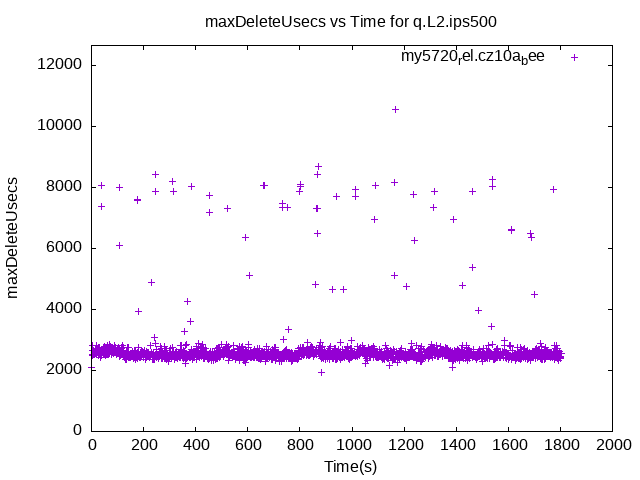 maxDeleteUsecs vs Time for q.L2.ips500
my5720rel.cz10abee
12000
10000
8000
6000
4000
2000
0
maxDeleteUsecs
0 200 400 600 800 1000 1200 1400 1600 1800 2000
Time(s)